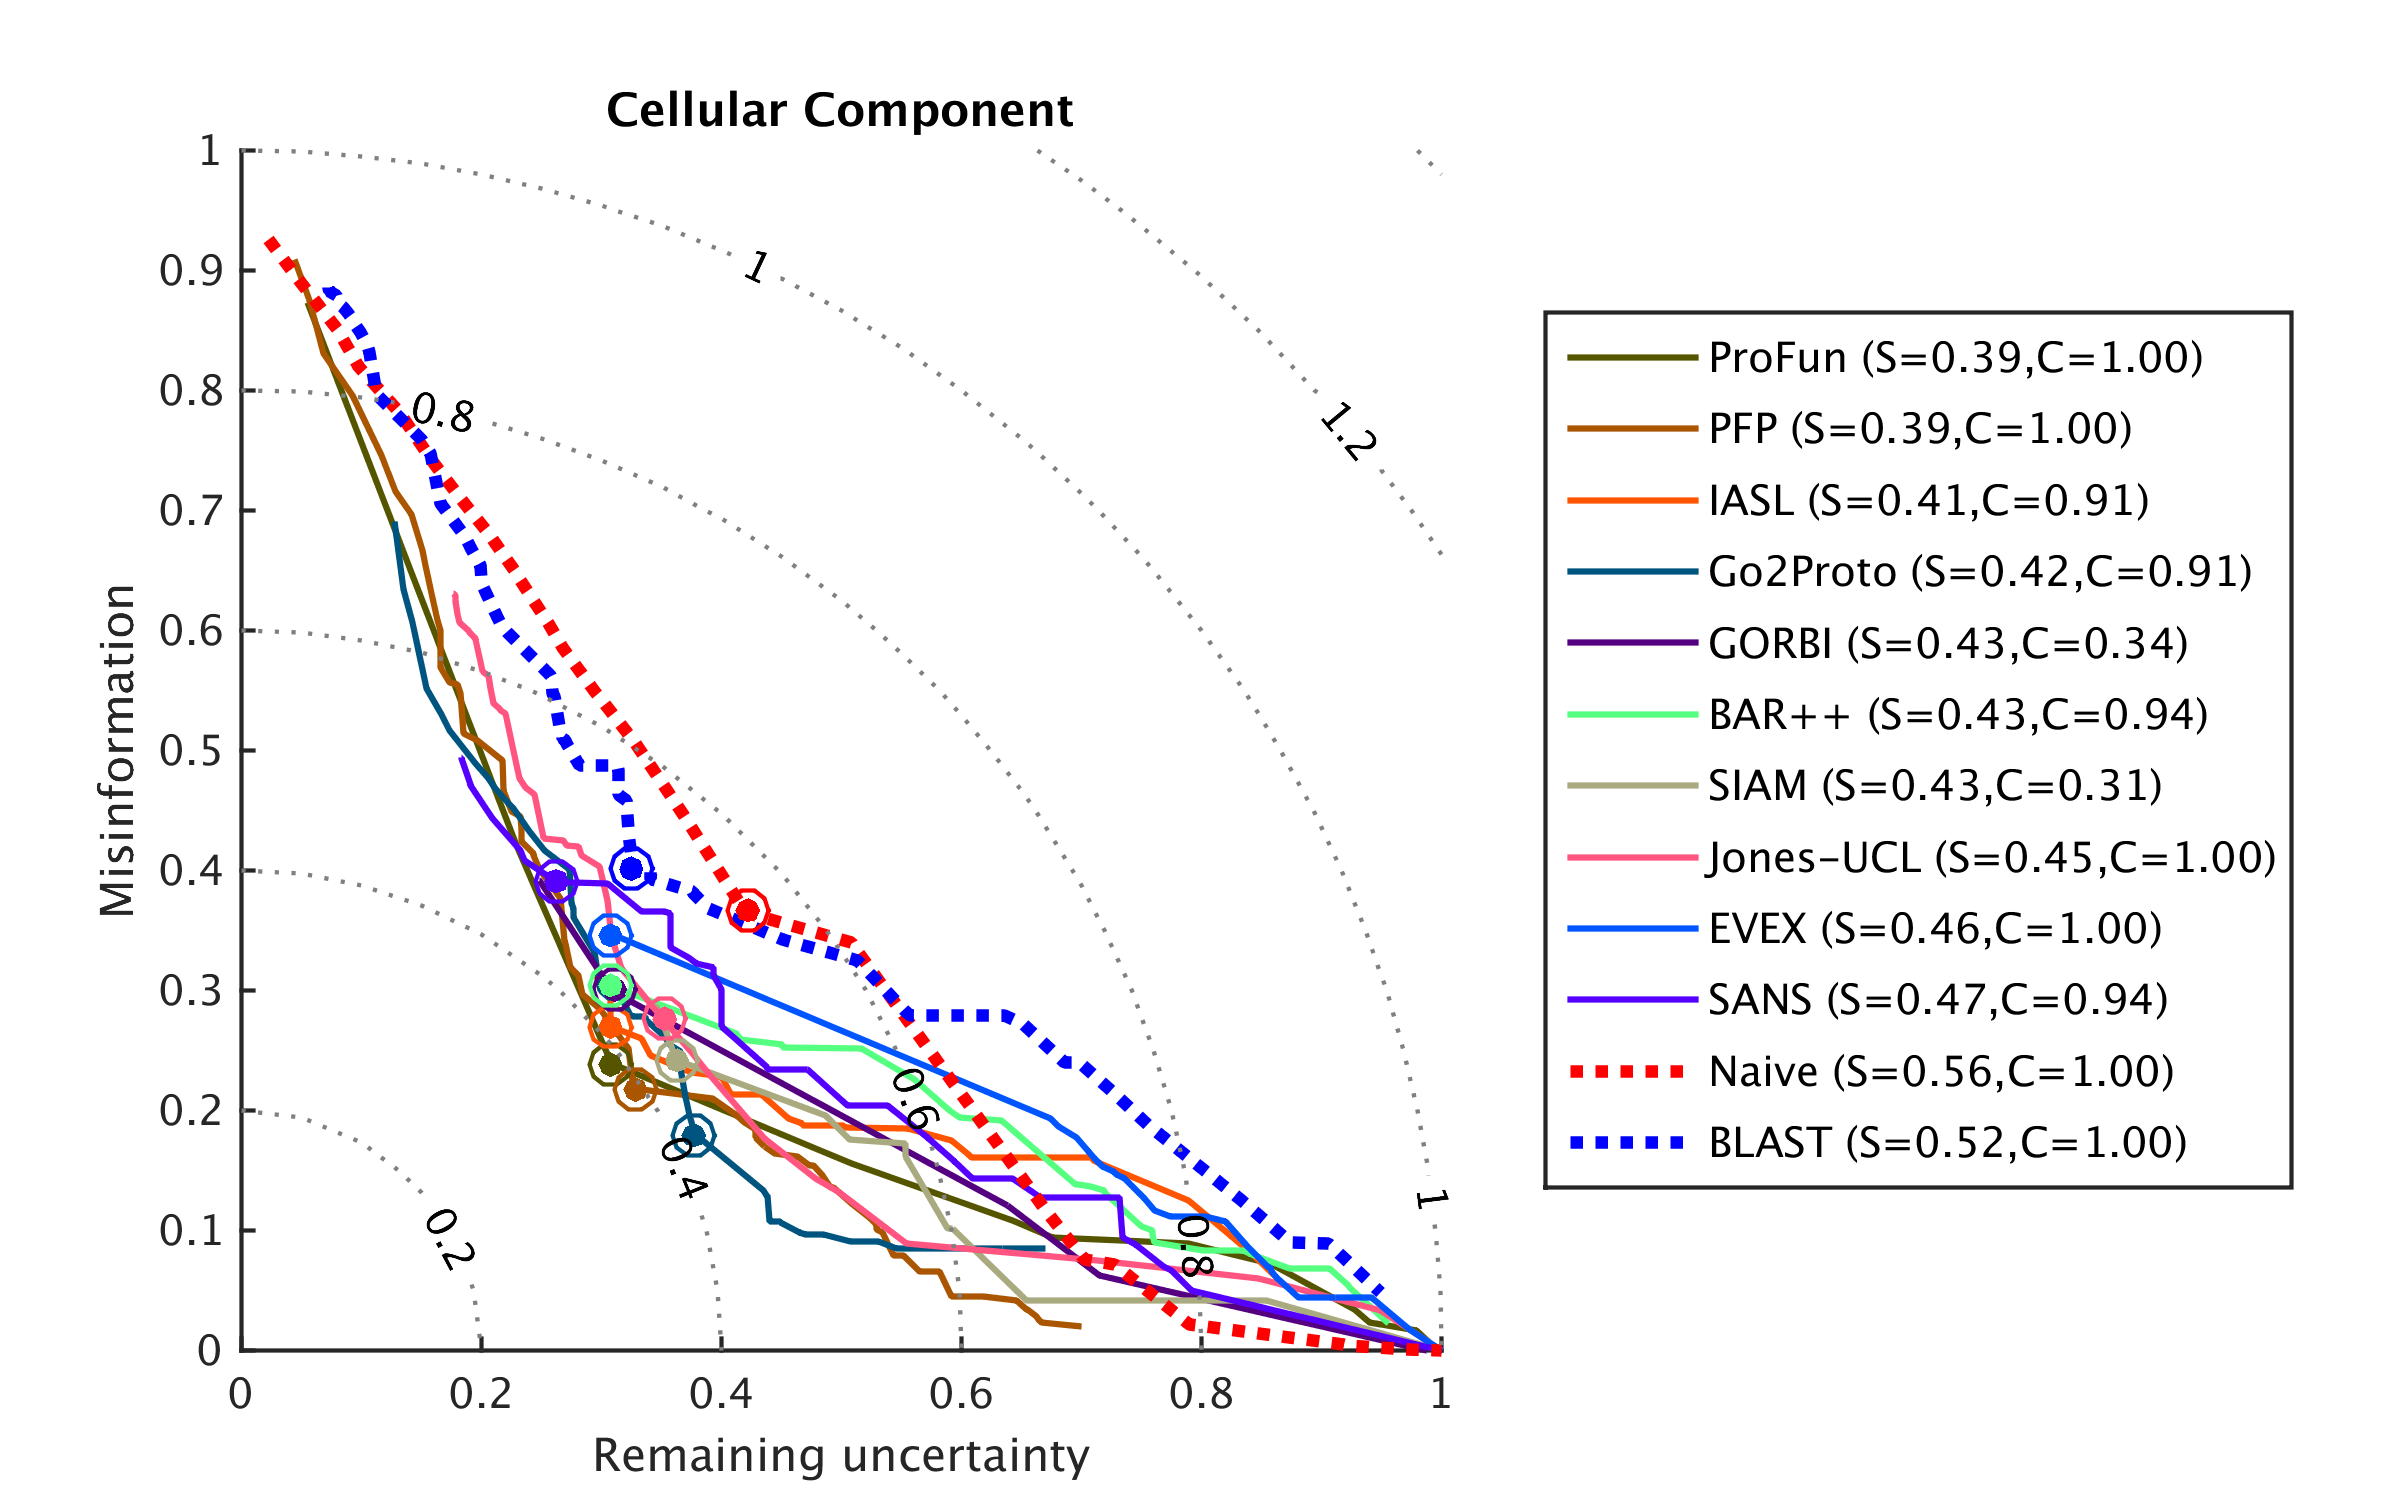 Cellular Component
1
0.9
0.8
0.7
0.6
0.5
0.4
0.3
0.2
0.1
0
Misinformation
0
0.2
0.4
0.6
0.8
1
Remaining uncertainty
1
0.8
1.2
0.6
0.4
0.2
0.8
1
ProFun (S=0.39,C=1.00)
PFP (S=0.39,C=1.00)
IASL (S=0.41,C=0.91)
Go2Proto (S=0.42,C=0.91)
GORBI (S=0.43,C=0.34)
BAR++ (S=0.43,C=0.94)
SIAM (S=0.43,C=0.31)
Jones-UCL (S=0.45,C=1.00)
EVEX (S=0.46,C=1.00)
SANS (S=0.47,C=0.94)
Naive (S=0.56,C=1.00)
BLAST (S=0.52,C=1.00)